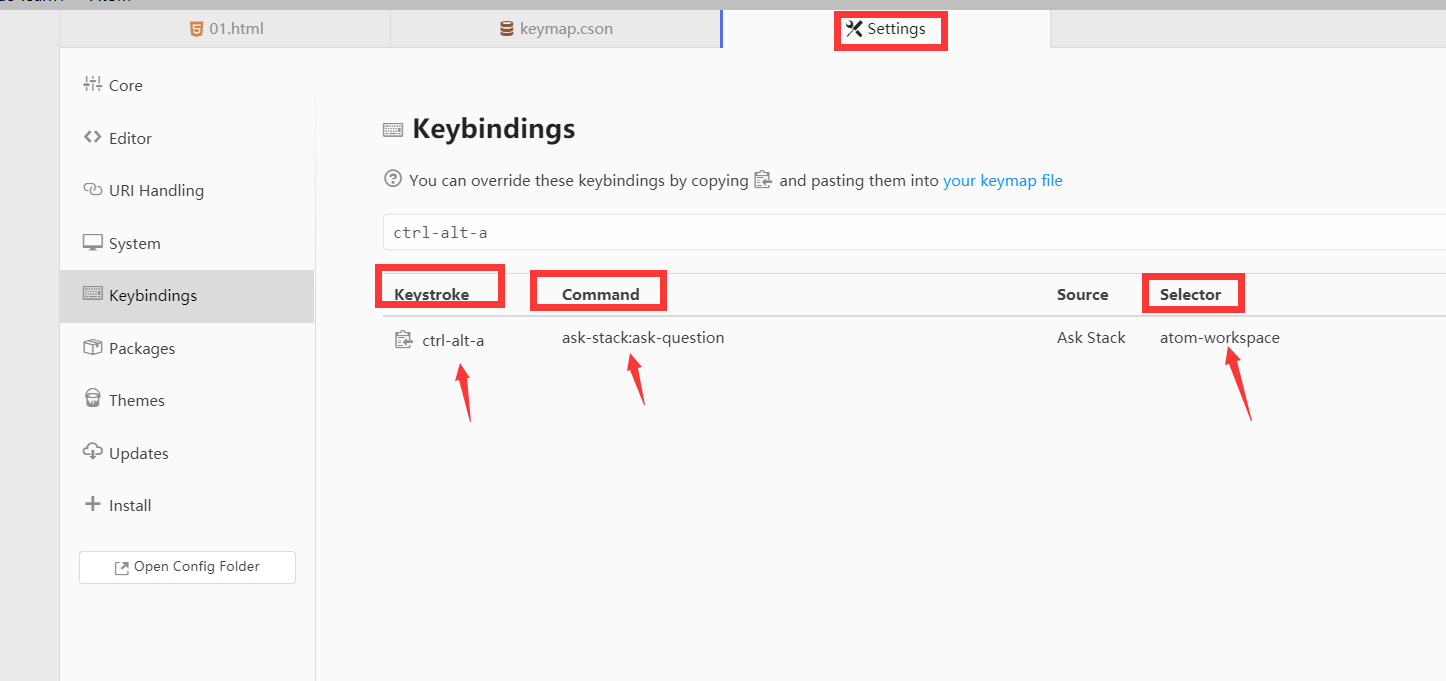 01.html
keymap.cson
Settings
Core
Editor
URI Handling
System
Keybindings
Packages
Themes
Updates
Install
Open Config Folder
Keybindings
You can override these keybindings by copying and pasting them into your keymap file
ctrl-alt-a
Keystroke Command Source Selector
ctrl-alt-a ask-stack:ask-question Ask Stack atom-workspace